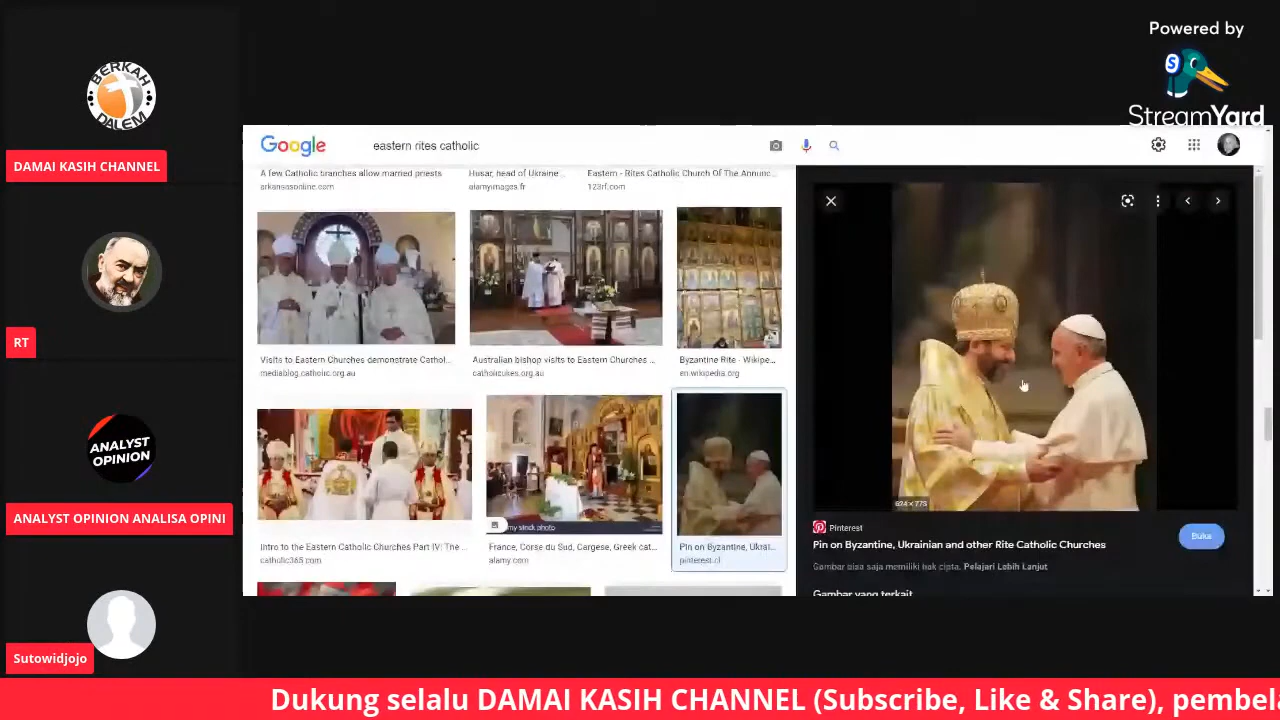 Powered by
S
StreamYard
BERKAH
DALEM
DAMAI KASIH CHANNEL
RT
ANALYST
OPINION
ANALYST OPINION ANALISA OPINI
Sutowidjojo
Google
eastern rites catholic
A few Catholic branches allow married priests
arkansasonline.com
Husar, head of Ukraine ...
alamyimages.fr
Eastern - Rites Catholic Church Of The Annunc...
123rf.com
Visits to Eastern Churches demonstrate Cathol...
mediablog.catholic.org.au
Australian bishop visits to Eastern Churches ...
catholicukes.org.au
Byzantine Rite - Wikipe...
en.wikipedia.org
Intro to the Eastern Catholic Churches Part IV: The ...
catholic365.com
my stock photo
France, Corse du Sud, Cargese, Greek cat...
alamy.com
Pin on Byzantine, Ukrai...
pinterest.cl
624 × 773
Pinterest
Pin on Byzantine, Ukrainian and other Rite Catholic Churches
Buka
Gambar bisa saja memiliki hak cipta. Pelajari Lebih Lanjut
Gambar yang terkait
Dukung selalu DAMAI KASIH CHANNEL (Subscribe, Like & Share), pembela